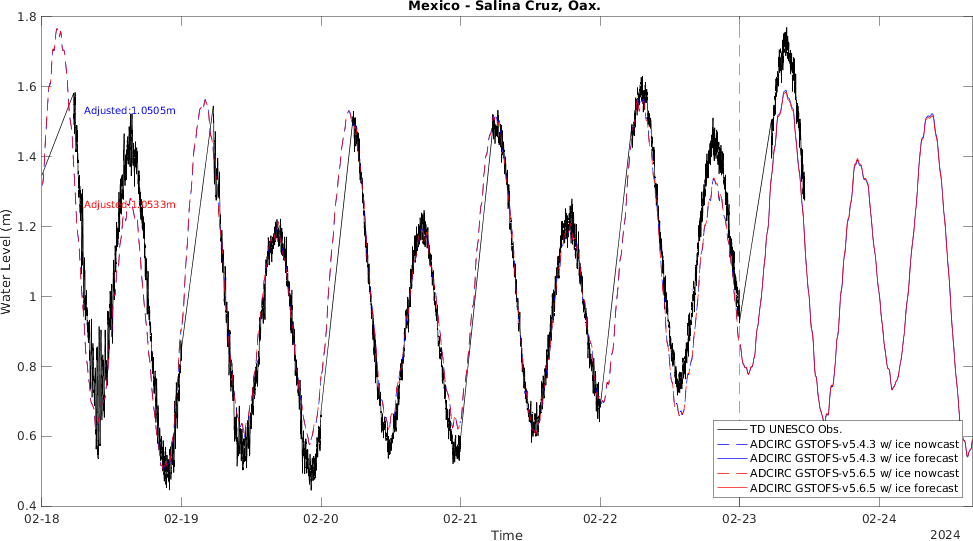 Mexico - Salina Cruz, Oax.
Water Level (m)
1.8
1.6
1.4
1.2
1
0.8
0.6
0.4
Adjusted:1.0505m
Adjusted:1.0533m
TD UNESCO Obs.
ADCIRC GSTOFS-v5.4.3 w/ ice nowcast
ADCIRC GSTOFS-v5.4.3 w/ ice forecast
ADCIRC GSTOFS-v5.6.5 w/ ice nowcast
ADCIRC GSTOFS-v5.6.5 w/ ice forecast
02-18 02-19 02-20 02-21 02-22 02-23 02-24
Time
2024